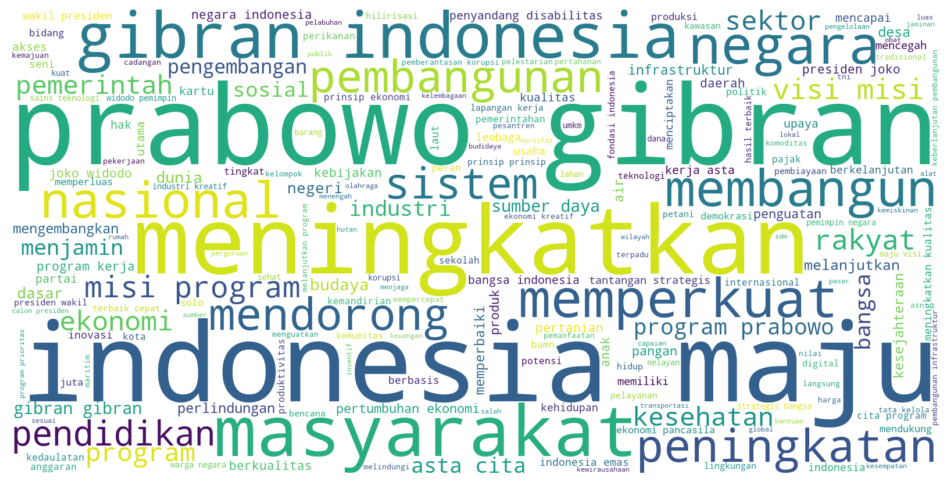 wakil presiden
negara indonesia
penyandang disabilitas
produksi
kawasan
luas
pelabuhan
hilirisasi
sektor
mencapai
pengelolaan
jaminan
bidang
gibran indonesia
perikanan
desa
obat
akses
negara
mencegah
kemajuan
cadangan
publik
pemberantasan korupsi
pelestarian
pertahanan
tradisional
seni
pengembangan
pembangunan
infrastruktur
presiden joko
pemerintah
kuat
kartu
sosial
prinsip ekonomi
kelembagaan
kualitas
daerah
tni
visi misi
sains teknologi
widodo pemimpin
lapangan kerja
menciptakan
politik
prabowo gibran
hak
utama
barang
pesantren
pemerintahan
umkm
lembaga
bersifat
budidaya
usaha
fondasi indonesia
dana
hasil terbaik
upaya
lokal
komoditas
pajak
keberlanjutan pembangunan
pekerjaan
laut
prinsip prinsip
joko widodo
dunia
tingkat
kelompok
kebijakan
peran
lahan
teknologi
kerja asta
pembiayaan
berkelanjutan
alat
memperluas
industri kreatif
negeri
olahraga
menengah
sistem
air
membangun
nasional
industri
sumber daya
ekonomi kreatif
petani
demokrasi
penguatan
kemiskinan
pemimpin negara
mengembangkan
rumah
melanjutkan program
hutan
meningkatkan
wilayah
sdm
maju visi
rakyat
menjamin
perguruan
sekolah
terpadu
melanjutkan
program kerja
sehat
korupsi
bangsa indonesia
tantangan strategis
internasional
pasar
partai
misi program
budaya
menjaga
produk
bangsa
kesejahteraan
meningkatkan kualitas
dasar
presiden wakil
terbaik cepat
solo
kemandirian
mempercepat
memperkuat
asn
calon presiden
sumber
mendorong
ekonomi
inovasi
kota
menguatkan
komunitas
keuangan
memperbaiki
pertanian
pemanfaatan
program prabowo
program prioritas
maritim
produktivitas
insentif
bumn
anak
capaian
nelayan
pangan
nilai
digital
pembangunan infrastruktur
indonesia maju
juta
berbasis
potensi
hidup
memiliki
pelayanan
langsung
harga
gibran gibran
perlindungan
pertumbuhan ekonomi
salah
kehidupan
transportasi
strategis bangsa
tata kelola
cita program
sesuai
bencana
kewirausahaan
kesehatan
bantuan
mendukung
pendidikan
masyarakat
ekonomi pancasila
global
kedaulatan
program
peningkatan
anggaran
warga negara
berkualitas
melindungi
asta cita
indonesia emas
lingkungan
indonesia
kesempatan